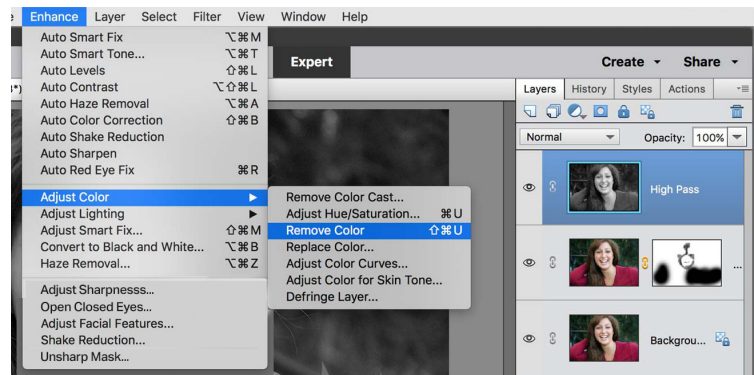 Enhance Layer Select Filter View Window Help
Auto Smart Fix ⌥⌘M
Auto Smart Tone... ⌥⌘T
Auto Levels ⇧⌘L
Auto Contrast ⌥⇧⌘L
Auto Haze Removal ⌥⌘A
Auto Color Correction ⇧⌘B
Auto Shake Reduction
Auto Sharpen
Auto Red Eye Fix ⌘R
Adjust Color ▶
Adjust Lighting ▶
Adjust Smart Fix... ⇧⌘M
Convert to Black and White... ⌥⌘B
Haze Removal... ⌥⌘Z
Adjust Sharpnesss...
Open Closed Eyes...
Adjust Facial Features...
Shake Reduction...
Unsharp Mask...
Remove Color Cast...
Adjust Hue/Saturation... ⌘U
Remove Color ⇧⌘U
Replace Color...
Adjust Color Curves...
Adjust Color for Skin Tone...
Defringe Layer...
Expert
Create Share
Layers History Styles Actions
Normal Opacity: 100%
High Pass
...
Backgrou...